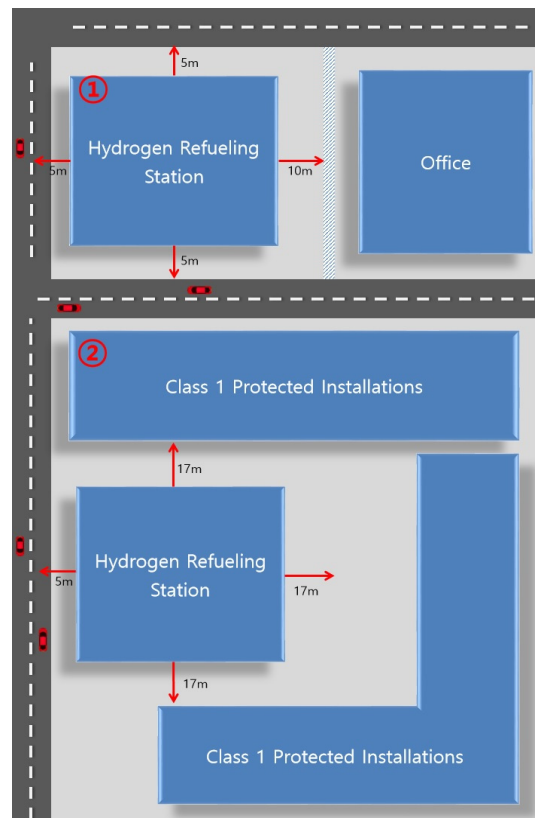 5m
①
Hydrogen Refueling
Station
Office
5m
10m
5m
②
Class 1 Protected Installations
17m
Hydrogen Refueling
Station
5m
17m
17m
Class 1 Protected Installations